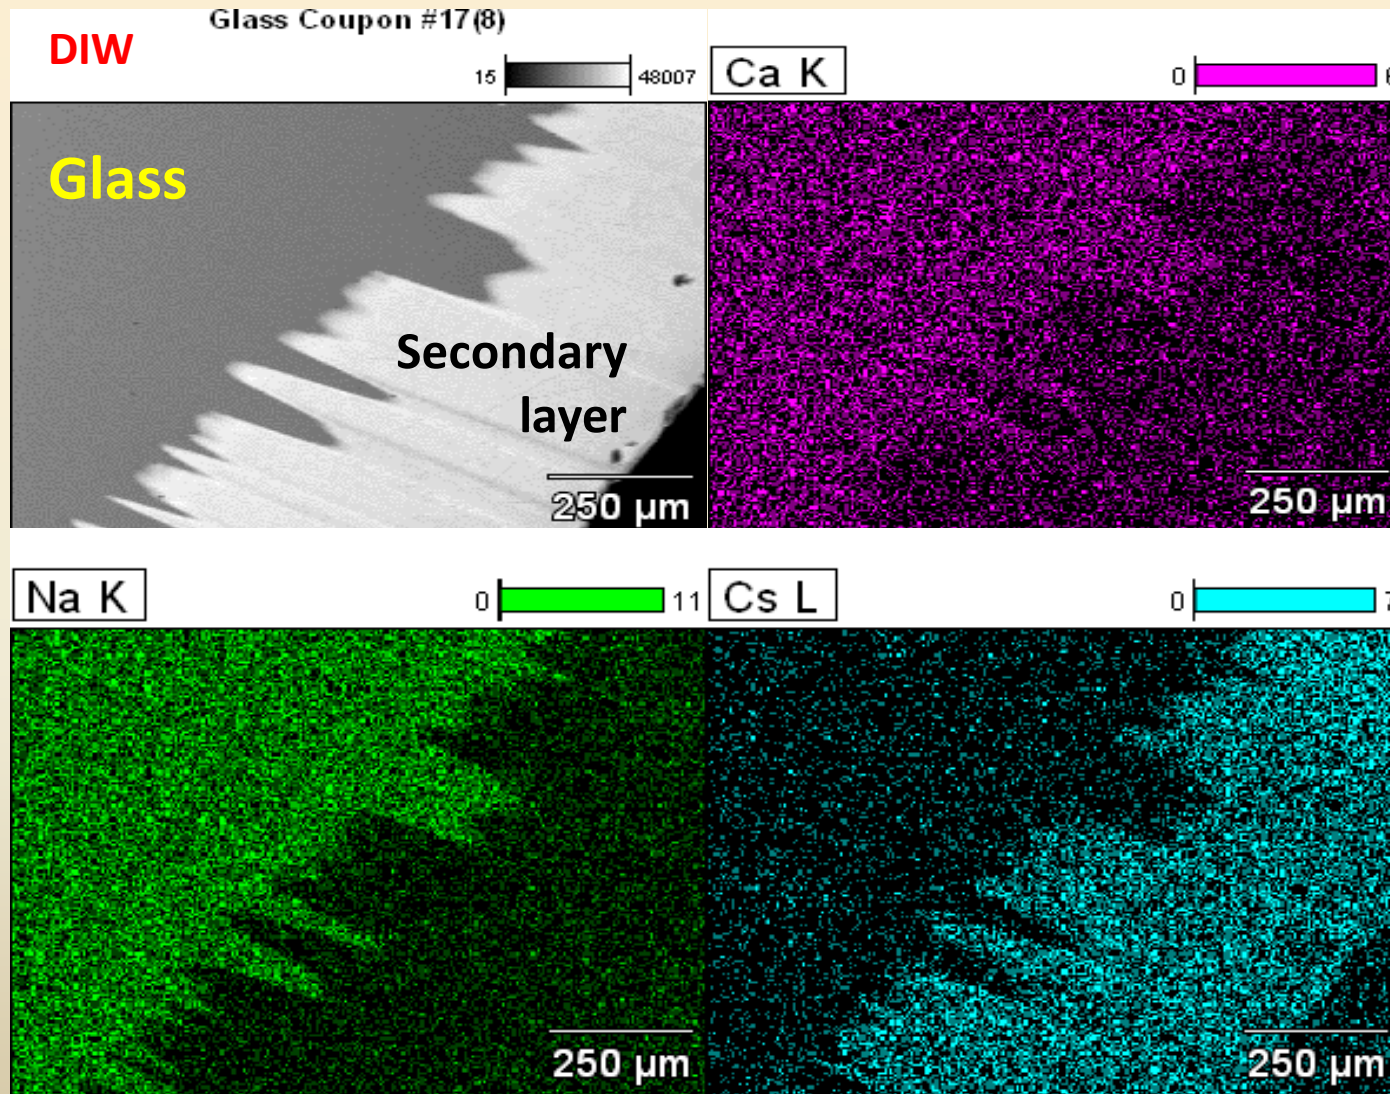 Glass Coupon #17(8)
DIW
15 48007
Ca K
0
Glass
Secondary
layer
250 µm
250 µm
Na K
0 11
Cs L
0
250 µm
250 µm